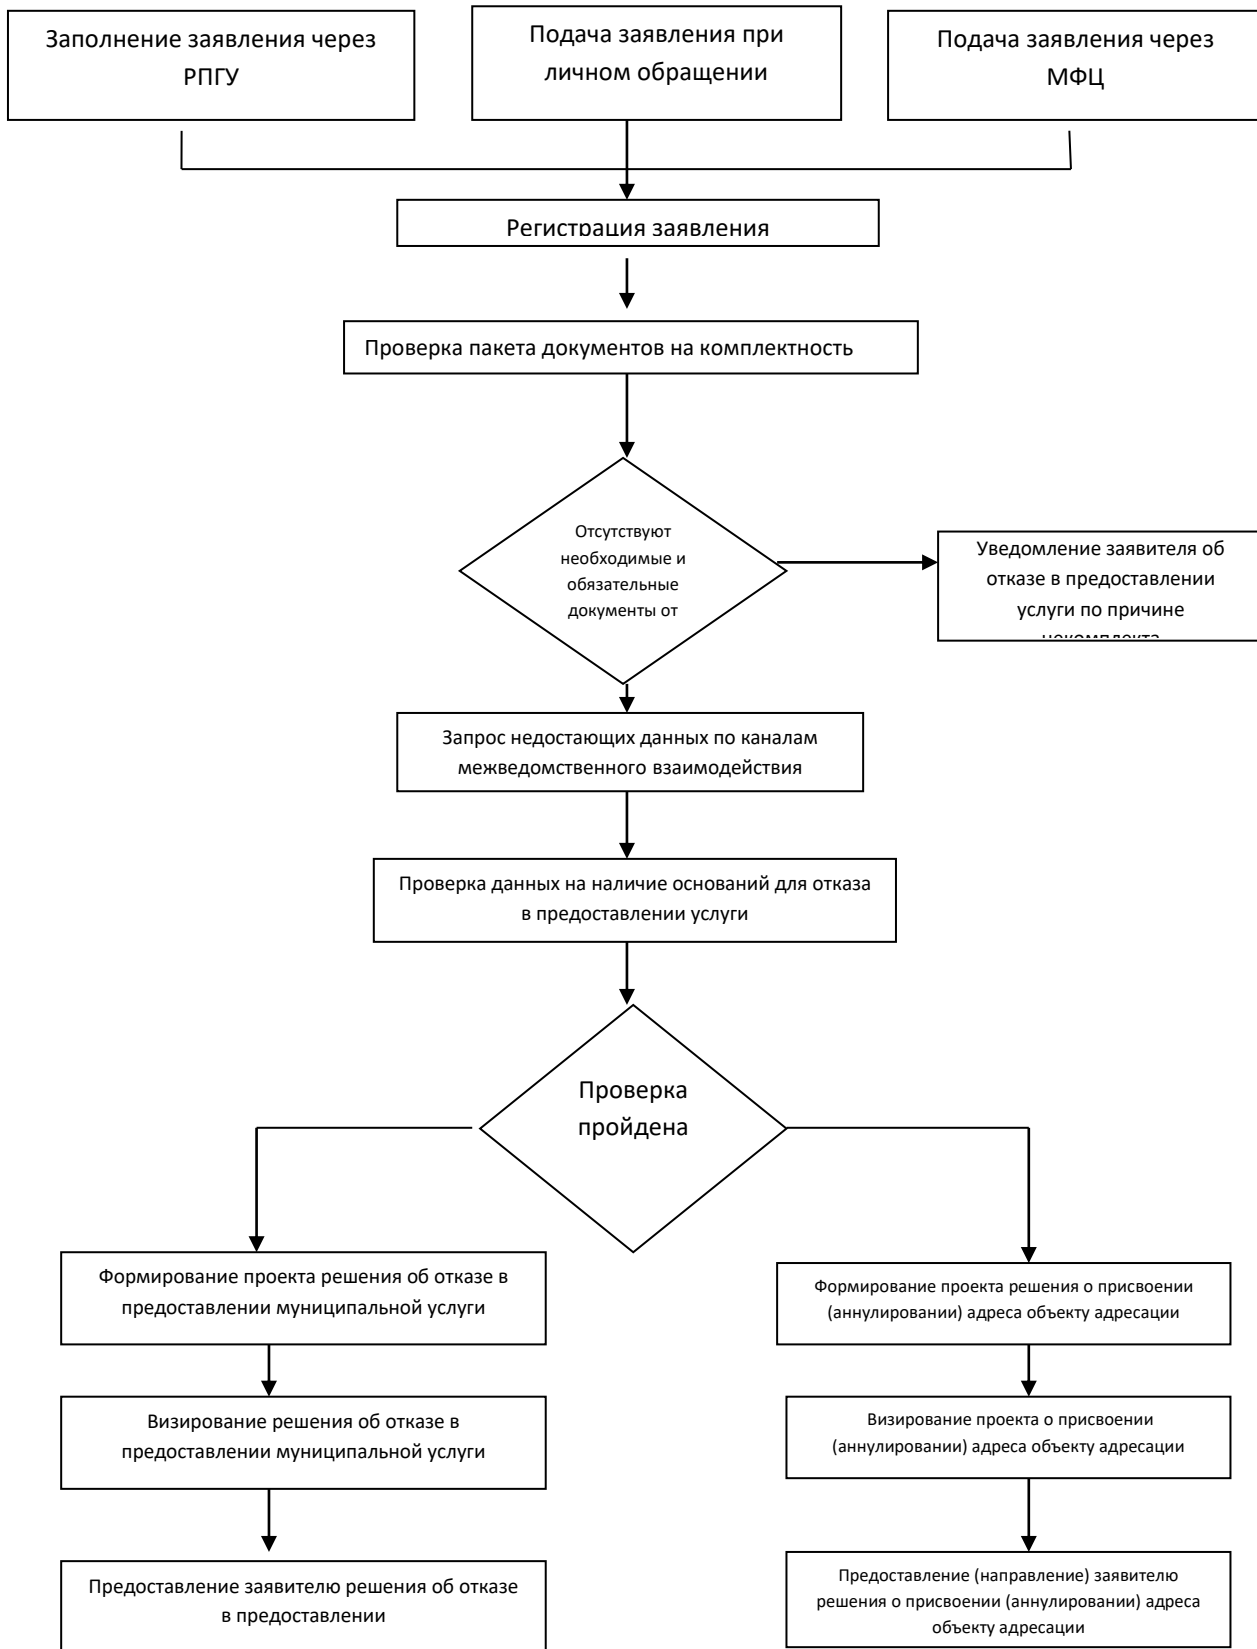 Заполнение заявления через
РПГУ
Подача заявления при
личном обращении
Подача заявления через
МФЦ
Регистрация заявления
Проверка пакета документов на комплектность
Отсутствуют
необходимые и
обязательные
документы от
Уведомление заявителя об
отказе в предоставлении
услуги по причине
некомплекта
Запрос недостающих данных по каналам
межведомственного взаимодействия
Проверка данных на наличие оснований для отказа
в предоставлении услуги
Проверка
пройдена
Формирование проекта решения об отказе в
предоставлении муниципальной услуги
Формирование проекта решения о присвоении
(аннулировании) адреса объекту адресации
Визирование решения об отказе в
предоставлении муниципальной услуги
Визирование проекта о присвоении
(аннулировании) адреса объекту адресации
Предоставление заявителю решения об отказе
в предоставлении
Предоставление (направление) заявителю
решения о присвоении (аннулировании) адреса
объекту адресации